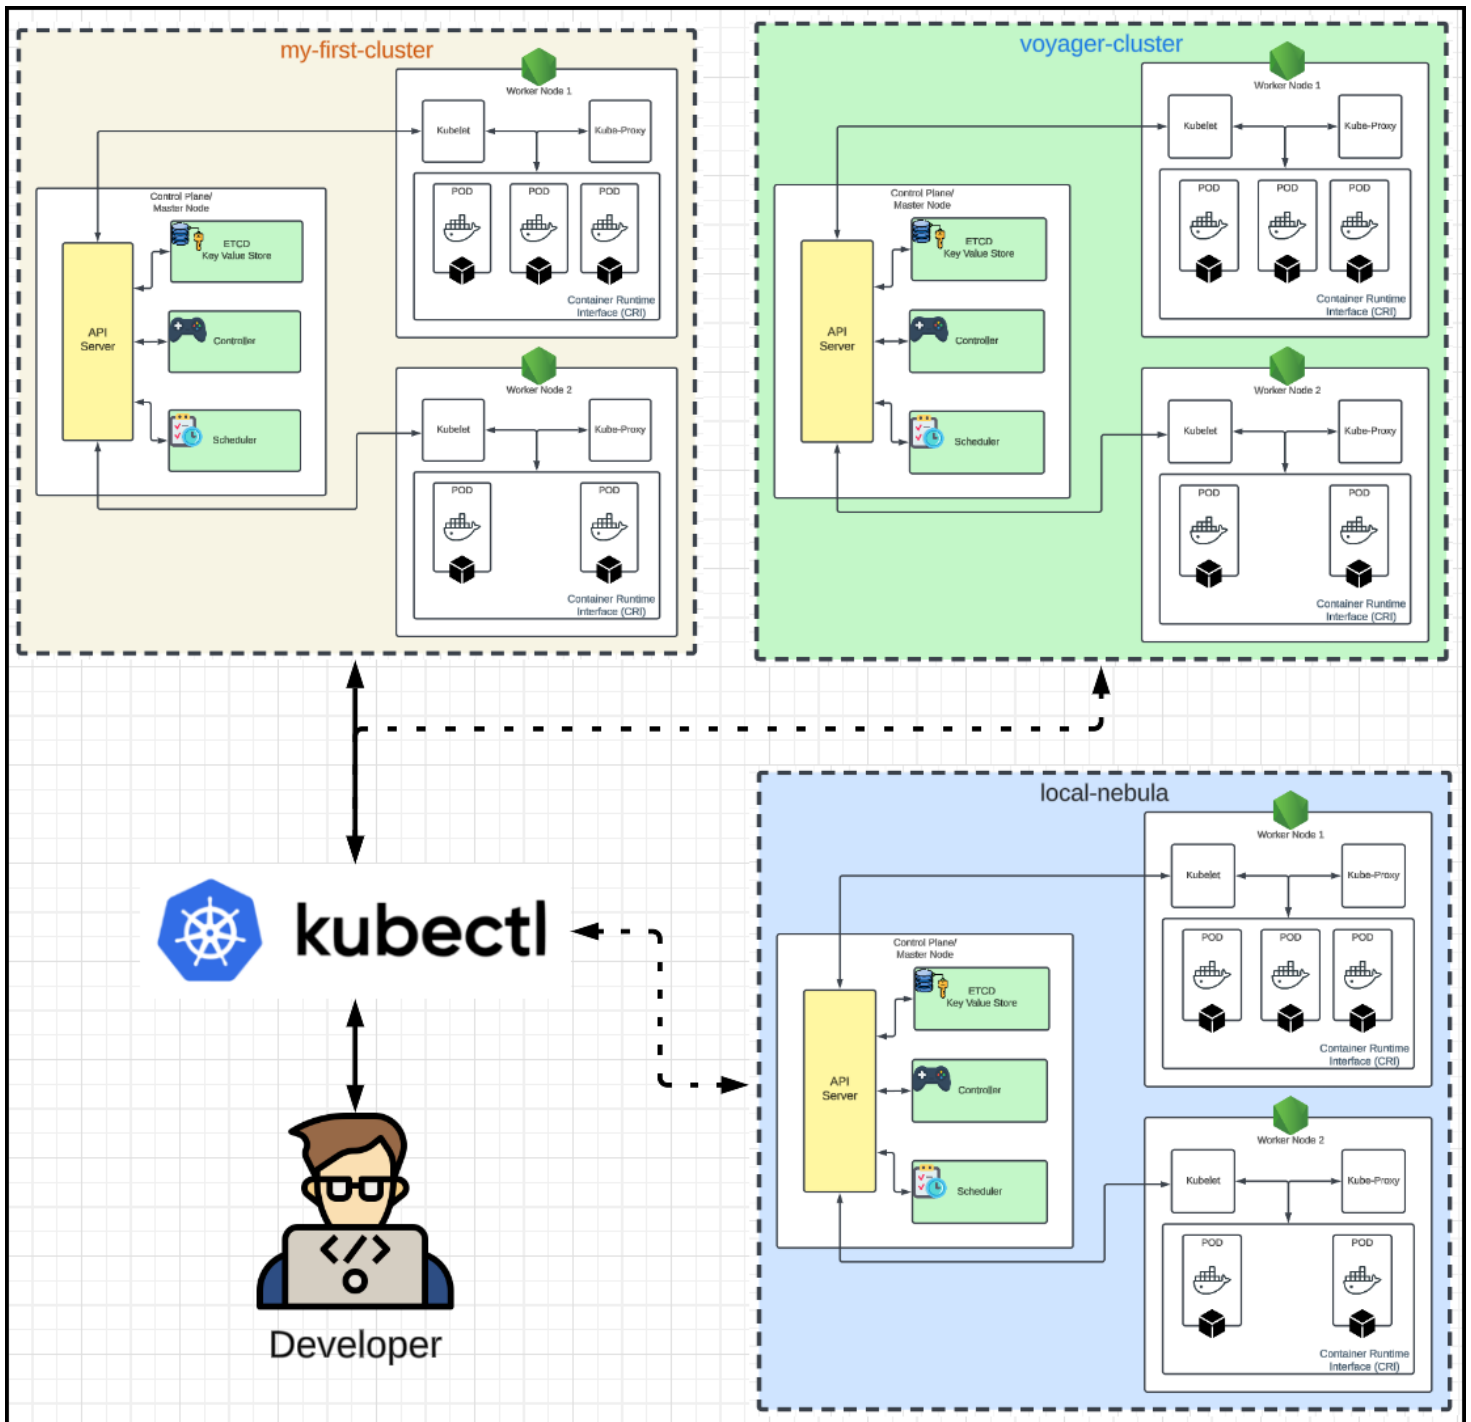 my-first-cluster
Worker Node 1
Kubelet
Kube-Proxy
POD
POD
POD
Container Runtime
Interface (CRI)
Control Plane/
Master Node
API
Server
ETCD
Key Value Store
Controller
Scheduler
Worker Node 2
Kubelet
Kube-Proxy
POD
POD
Container Runtime
Interface (CRI)
voyager-cluster
Worker Node 1
Kubelet
Kube-Proxy
POD
POD
POD
Container Runtime
Interface (CRI)
Control Plane/
Master Node
API
Server
ETCD
Key Value Store
Controller
Scheduler
Worker Node 2
Kubelet
Kube-Proxy
POD
POD
Container Runtime
Interface (CRI)
kubectl
</>
Developer
local-nebula
Worker Node 1
Kubelet
Kube-Proxy
POD
POD
POD
Container Runtime
Interface (CRI)
Control Plane/
Master Node
API
Server
ETCD
Key Value Store
Controller
Scheduler
Worker Node 2
Kubelet
Kube-Proxy
POD
POD
Container Runtime
Interface (CRI)